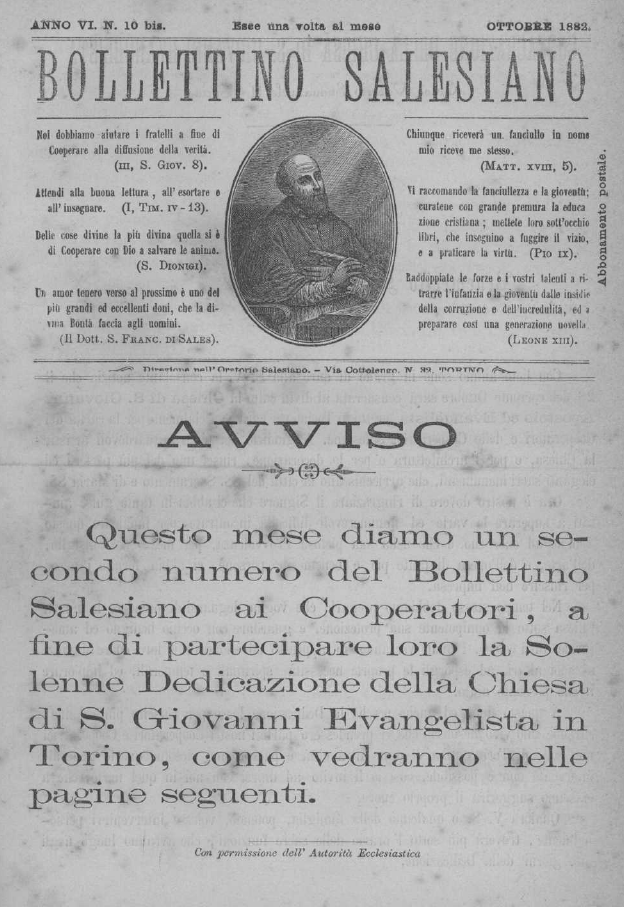 ANNO VI. N. 10 bis.
Esce una volta al mese
OTTOBRE 1882.
BOLLETTINO SALESIANO
Noi dobbiamo aiutare i fratelli a fine di
Cooperare alla diffusione della verità.
(III, S. GIOV. 8).
Attendi alla buona lettura, all'esortare e
all'insegnare. (I, TIM. IV-13).
Delle cose divine la più divina quella si è
di Cooperare con Dio a salvare le anime.
(S. DIONIGI).
Un amor tenero verso al prossimo è uno dei
più grandi ed eccellenti doni, che la di-
vina Bontà faccia agli uomini.
(Il Dott. S. FRANC. DI SALES).
Chiunque riceverà un fanciullo in nome
mio riceve me stesso.
(MATT. XVIII, 5).
Vi raccomando la fanciullezza e la gioventù;
curatene con grande premura la educa
zione cristiana; mettete loro sott'occhio
libri, che insegnino a fuggire il vizio,
e a praticare la virtù. (PIO IX).
Raddoppiate le forze e i vostri talenti a ri-
trarre l'infanzia e la gioventù dalle insidie
della corruzione e dell'incredulità, ed a
preparare così una generazione novella
(LEONE XIII).
Abbonamento postale.
Direzione nell'Oratorio Salesiano. — Via Cottolengo, N. 32, TORINO
AVVISO
Questo mese diamo un se-
condo numero del Bollettino
Salesiano ai Cooperatori, a
fine di partecipare loro la So-
lenne Dedicazione della Chiesa
di S. Giovanni Evangelista in
Torino, come vedranno nelle
pagine seguenti.
Con permissione dell'Autorità Ecclesiastica